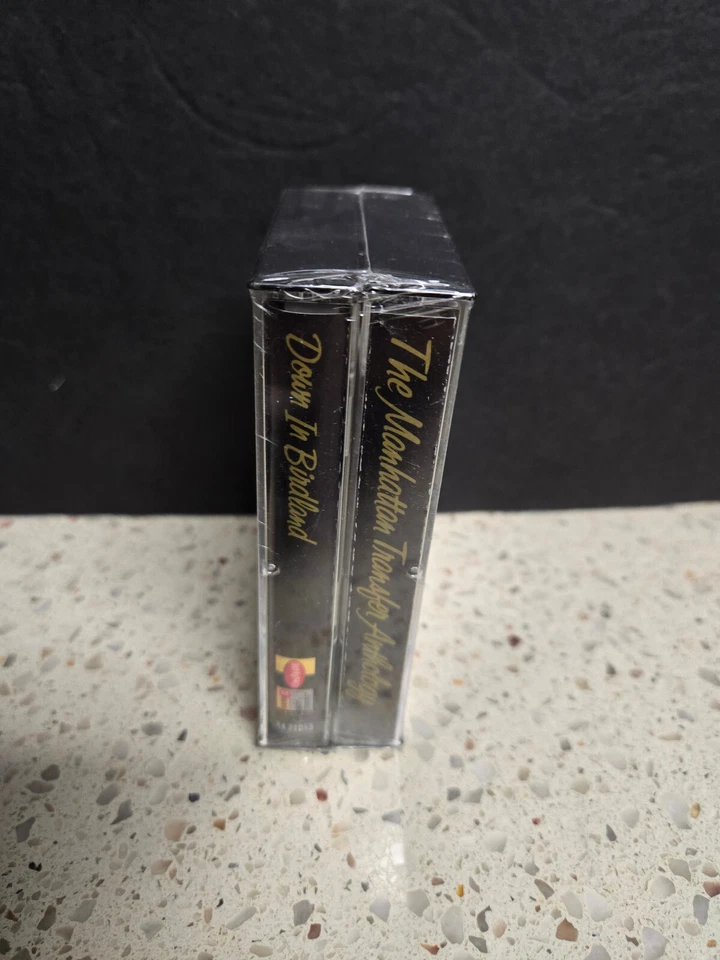 The Manhattan Transfer Anthology
Down In Birdland